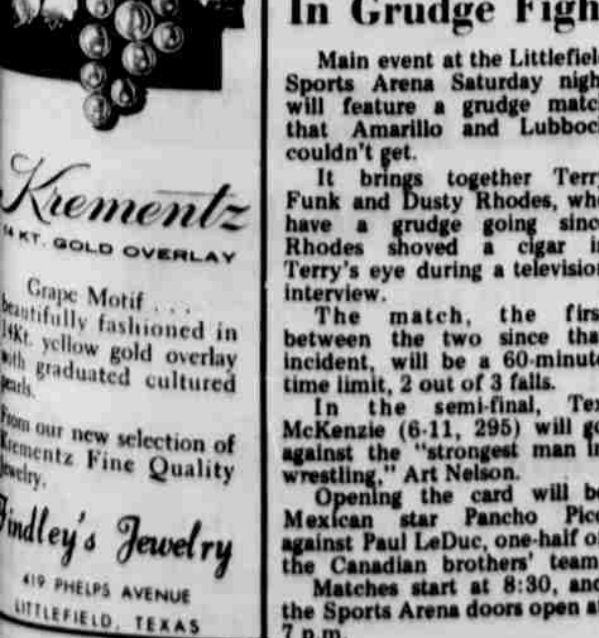 Krementz
14 KT. GOLD OVERLAY
Grape Motif . . .
beautifully fashioned in
14Kt. yellow gold overlay
with graduated cultured
pearls.
From our new selection of
Krementz Fine Quality
Jewelry.
Findley's Jewelry
419 PHELPS AVENUE
LITTLEFIELD, TEXAS
In Grudge Figh
Main event at the Littlefiel
Sports Arena Saturday nigh
will feature a grudge matc
that Amarillo and Lubboc
couldn't get.
It brings together Terr
Funk and Dusty Rhodes, wh
have a grudge going sinc
Rhodes shoved a cigar i
Terry's eye during a televisio
interview.
The match, the firs
between the two since tha
incident, will be a 60-minut
time limit, 2 out of 3 falls.
In the semi-final, Te
McKenzie (6-11, 295) will g
against the "strongest man i
wrestling," Art Nelson.
Opening the card will b
Mexican star Pancho Pic
against Paul LeDuc, one-half o
the Canadian brothers' team
Matches start at 8:30, an
the Sports Arena doors open a
7 p.m.